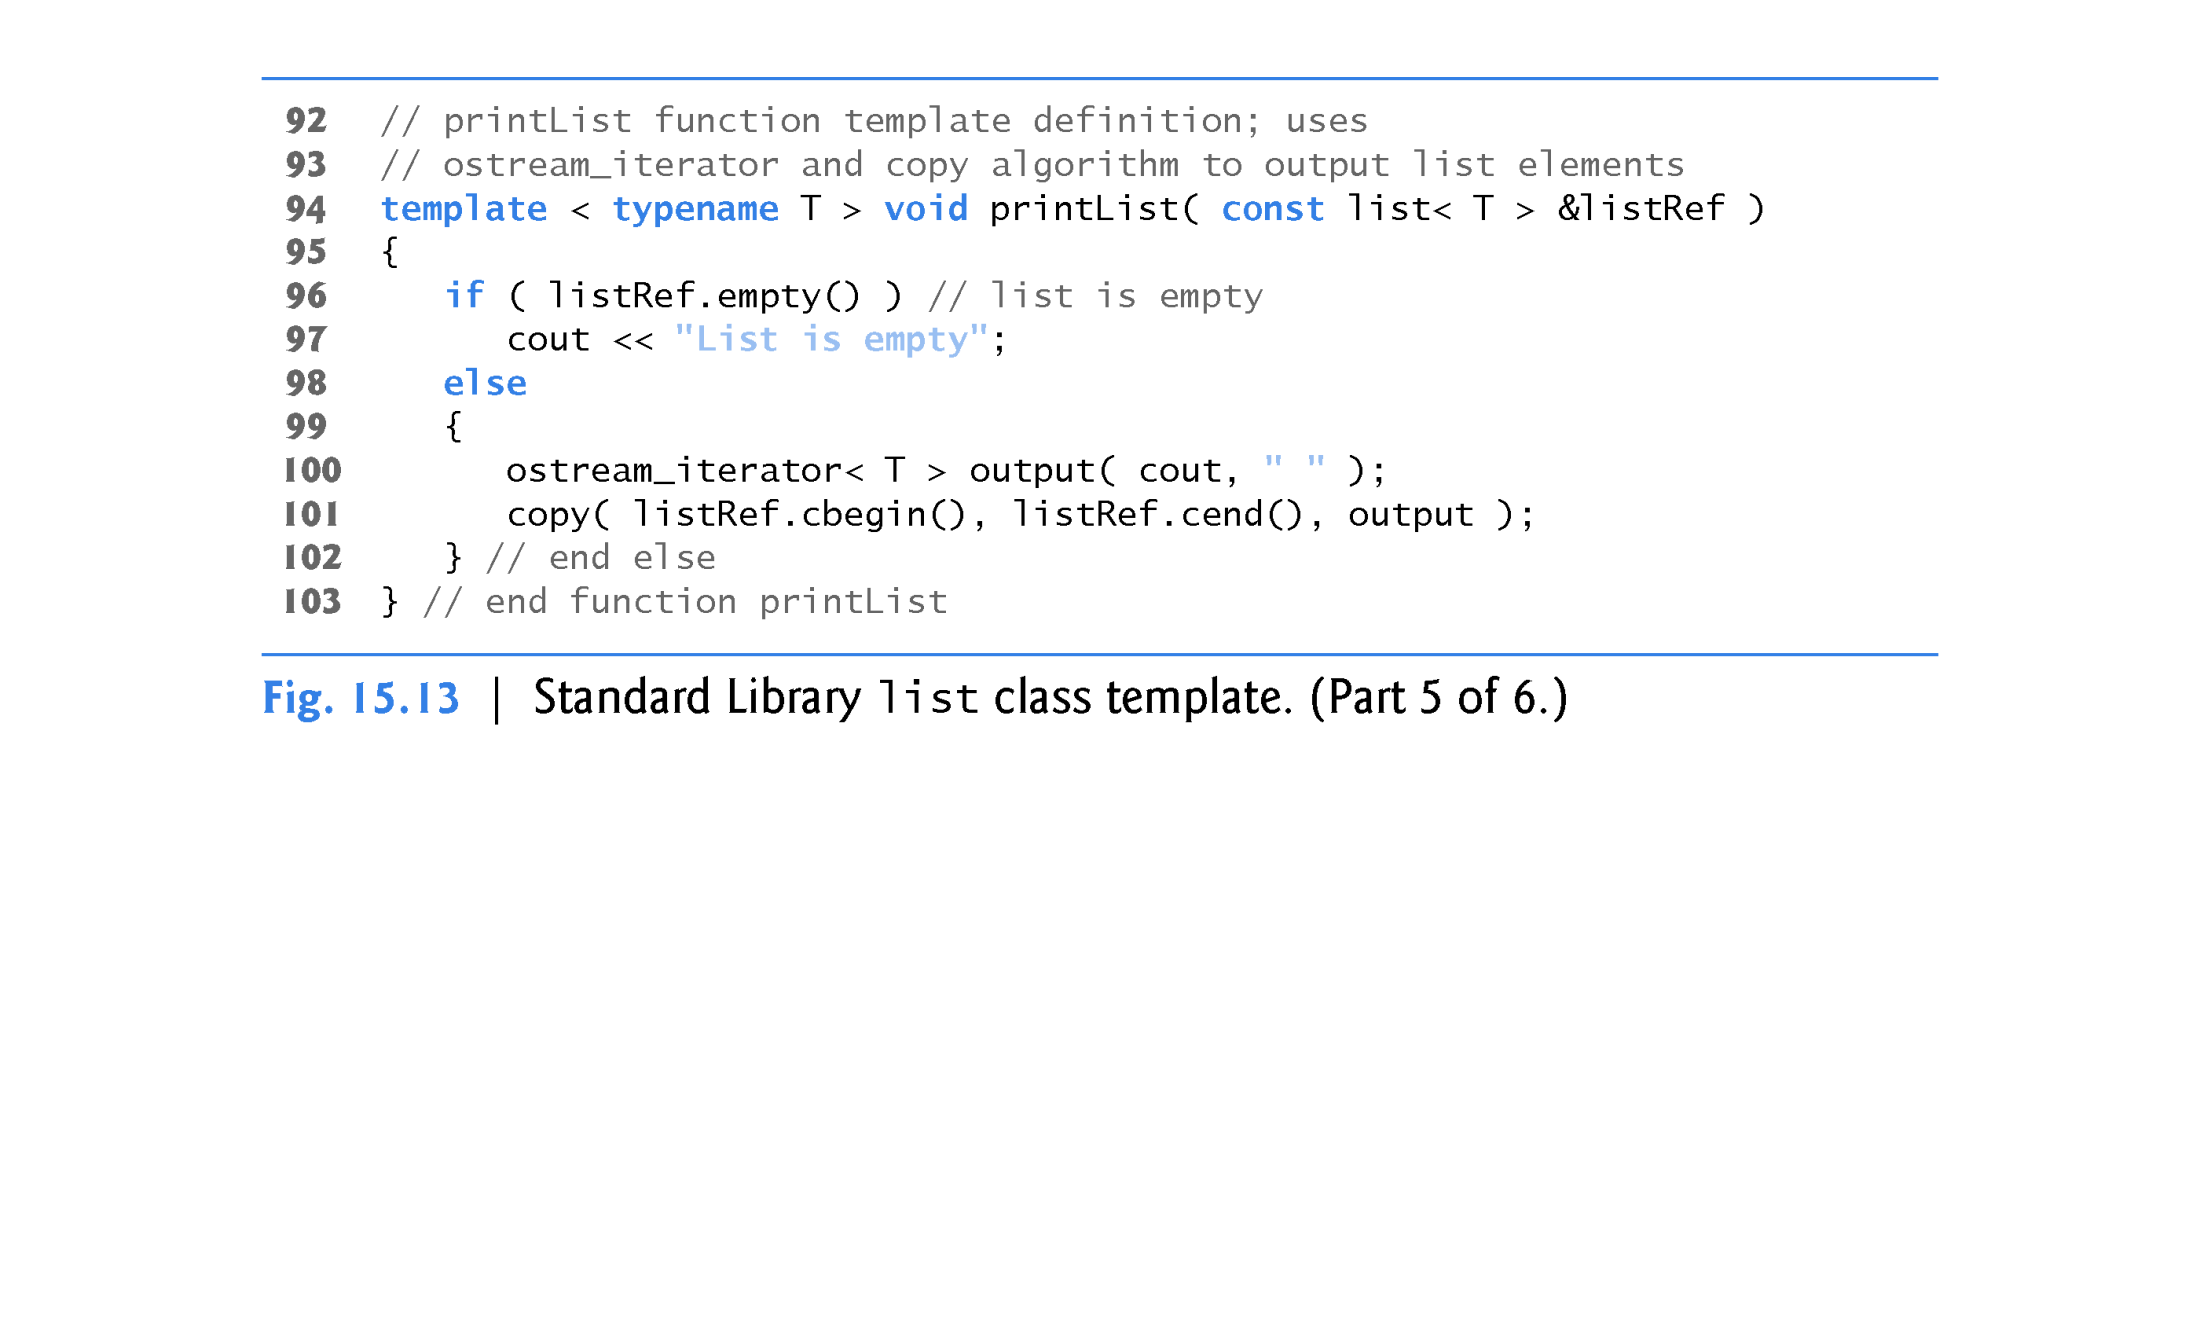 92 // printList function template definition; uses
93 // ostream_iterator and copy algorithm to output list elements
94 template < typename T > void printList( const list< T > &listRef )
95 {
96    if ( listRef.empty() ) // list is empty
97       cout << "List is empty";
98    else
99    {
100       ostream_iterator< T > output( cout, " " );
101       copy( listRef.cbegin(), listRef.cend(), output );
102    } // end else
103 } // end function printList
Fig. 15.13 | Standard Library list class template. (Part 5 of 6.)